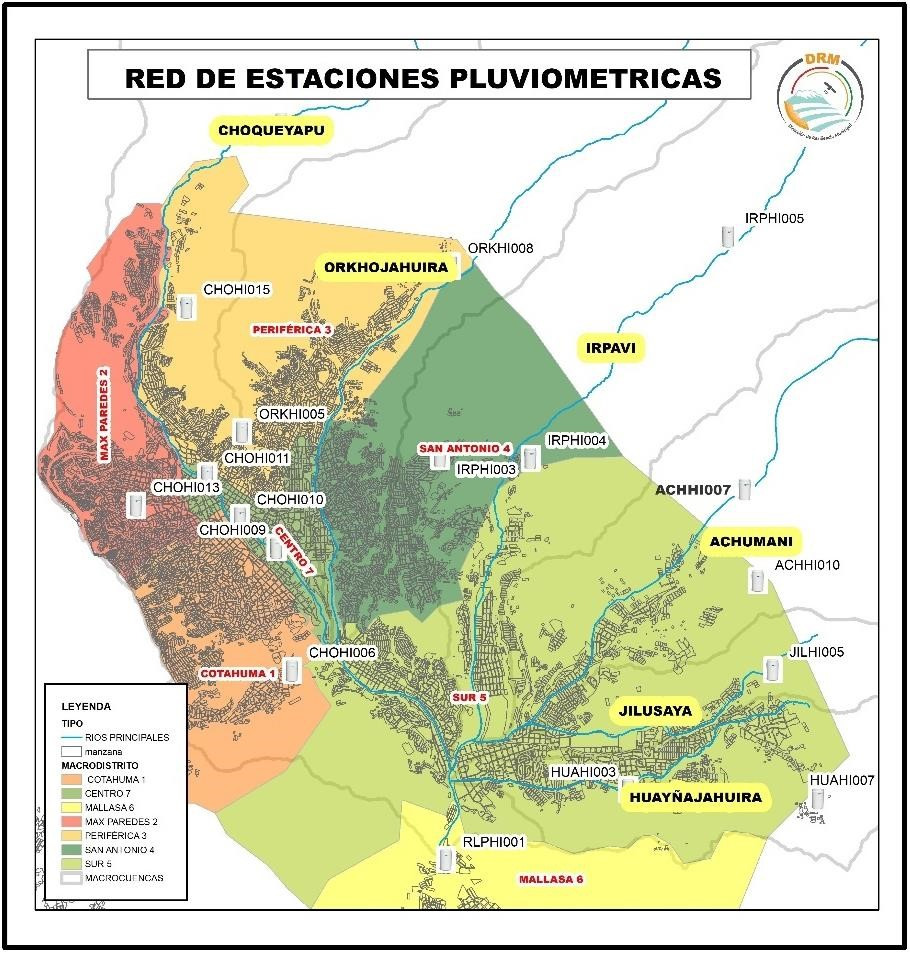 RED DE ESTACIONES PLUVIOMETRICAS
DRM
CHOQUEYAPU
IRPHI005
ORKHI008
ORKHOJAHUIRA
CHOHI015
PERIFÉRICA 3
IRPAVI
MAX PAREDES 2
ORKHI005
IRPHI004
SAN ANTONIO 4
CHOHI011
IRPHI003
CHOHI013
ACHHI007
CHOHI010
CHOHI009
CENTRO 7
ACHUMANI
ACHHI010
CHOHI006
JILHI005
COTAHUMA 1
SUR 5
JILUSAYA
HUAHI003
HUAHI007
HUAYÑAJAHUIRA
RLPHI001
MALLASA 6
LEYENDA
TIPO
RIOS PRINCIPALES
manzana
MACRODISTRITO
COTAHUMA 1
CENTRO 7
MALLASA 6
MAX PAREDES 2
PERIFÉRICA 3
SAN ANTONIO 4
SUR 5
MACROCUENCAS